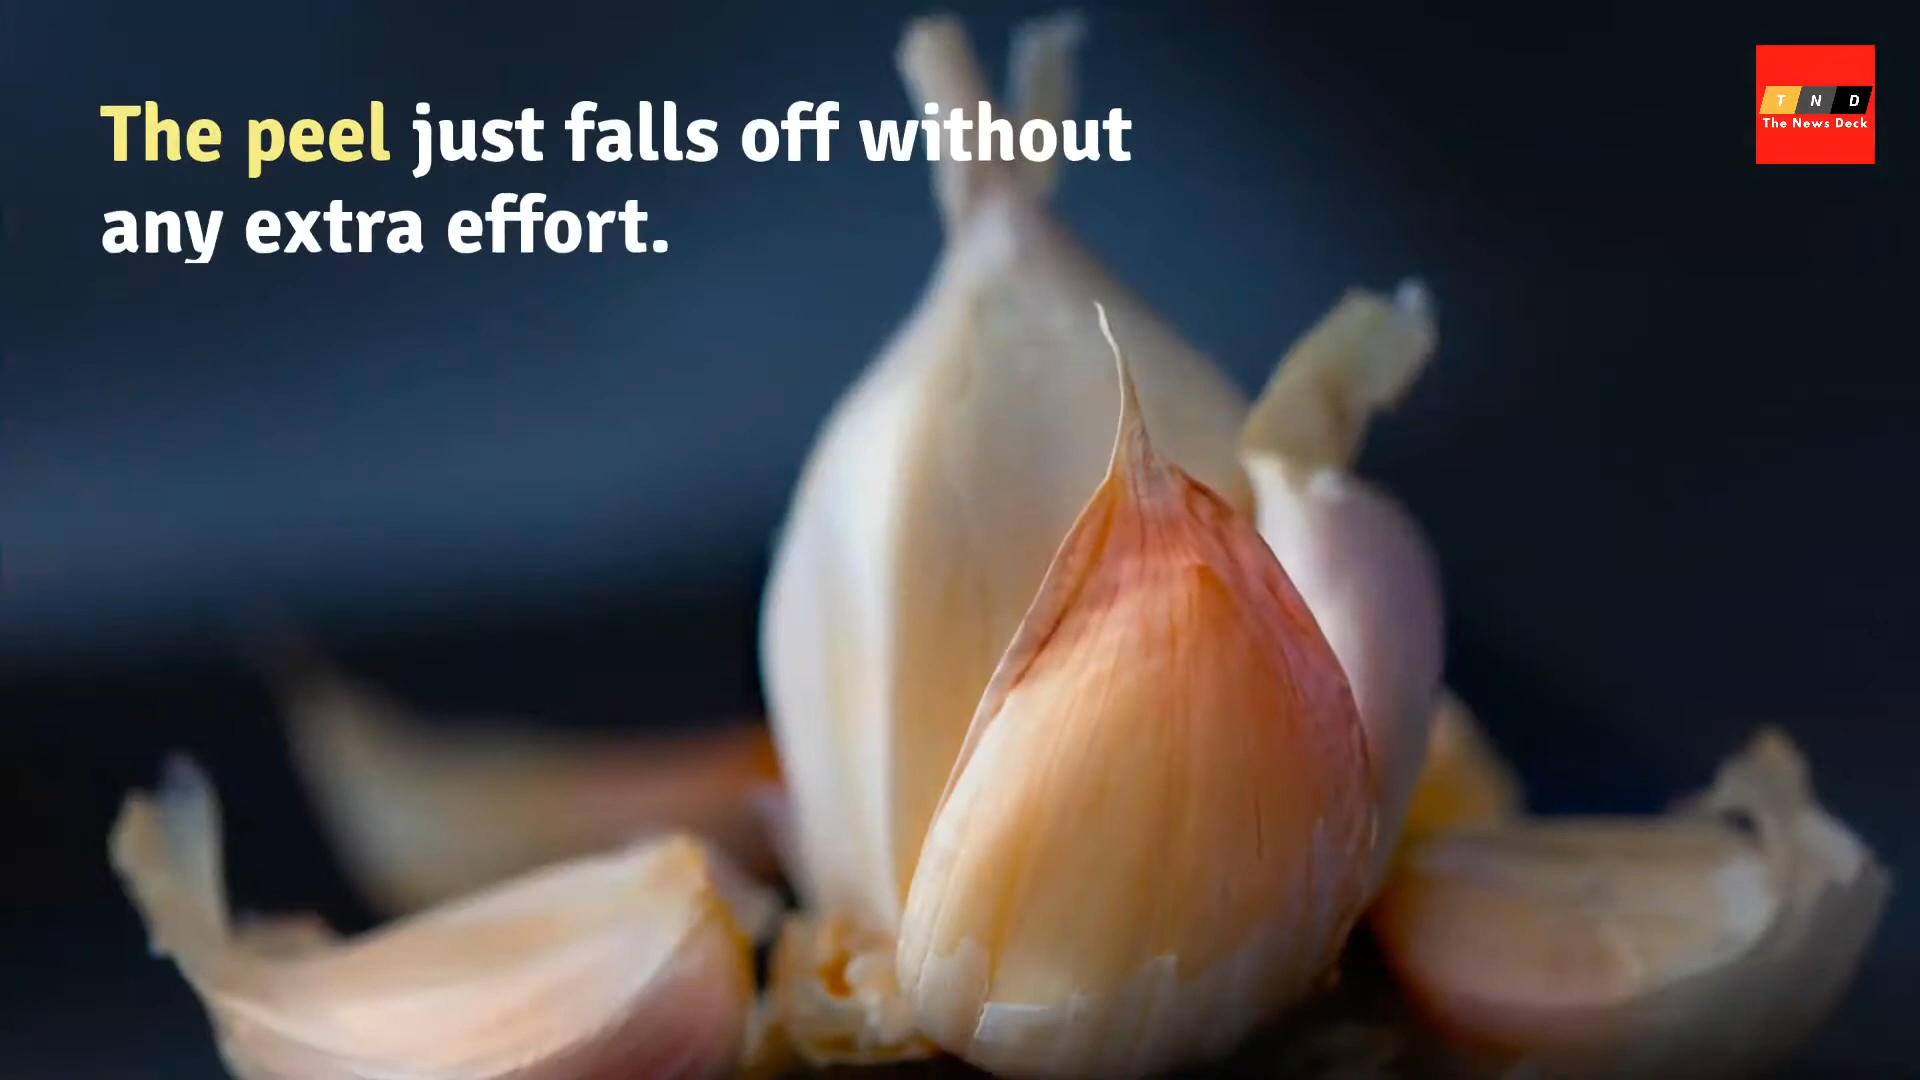 The peel just falls off without
any extra effort.
T N D
The News Deck